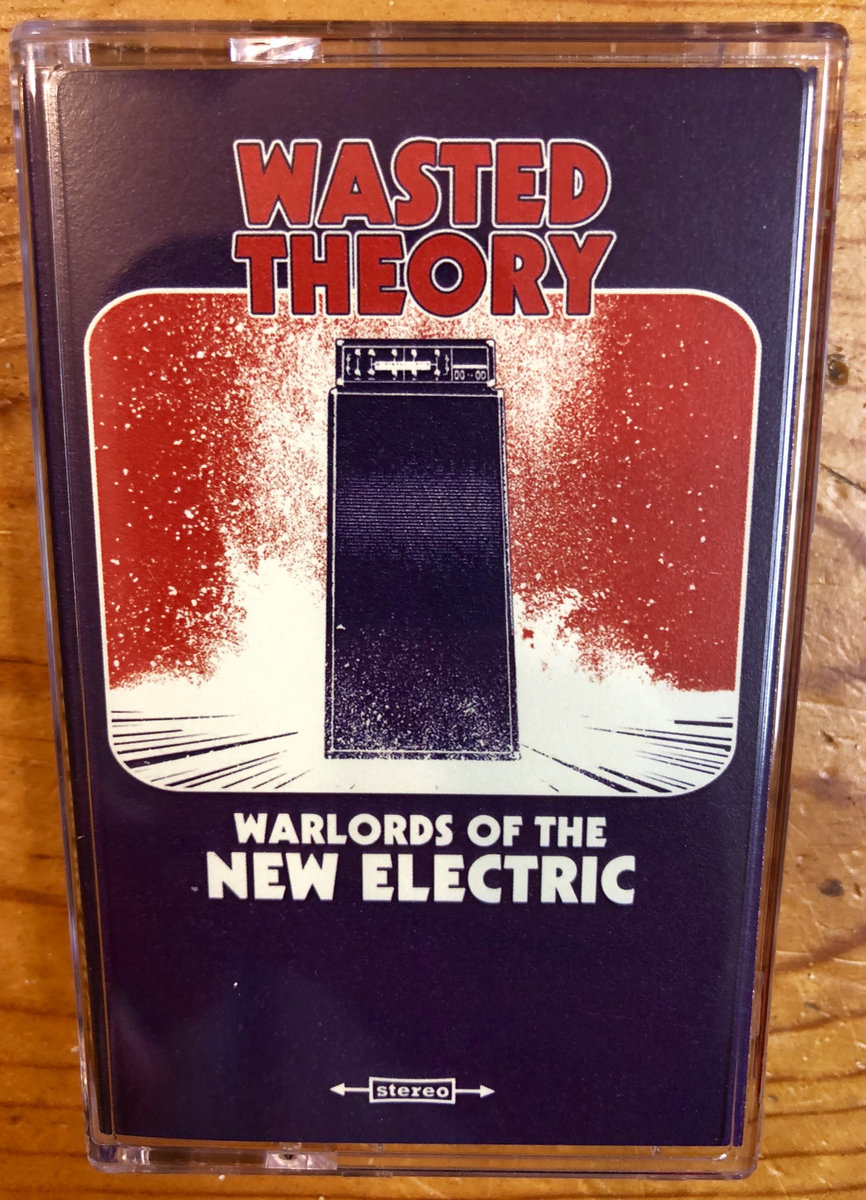 WASTED
THEORY
WARLORDS OF THE
NEW ELECTRIC
stereo